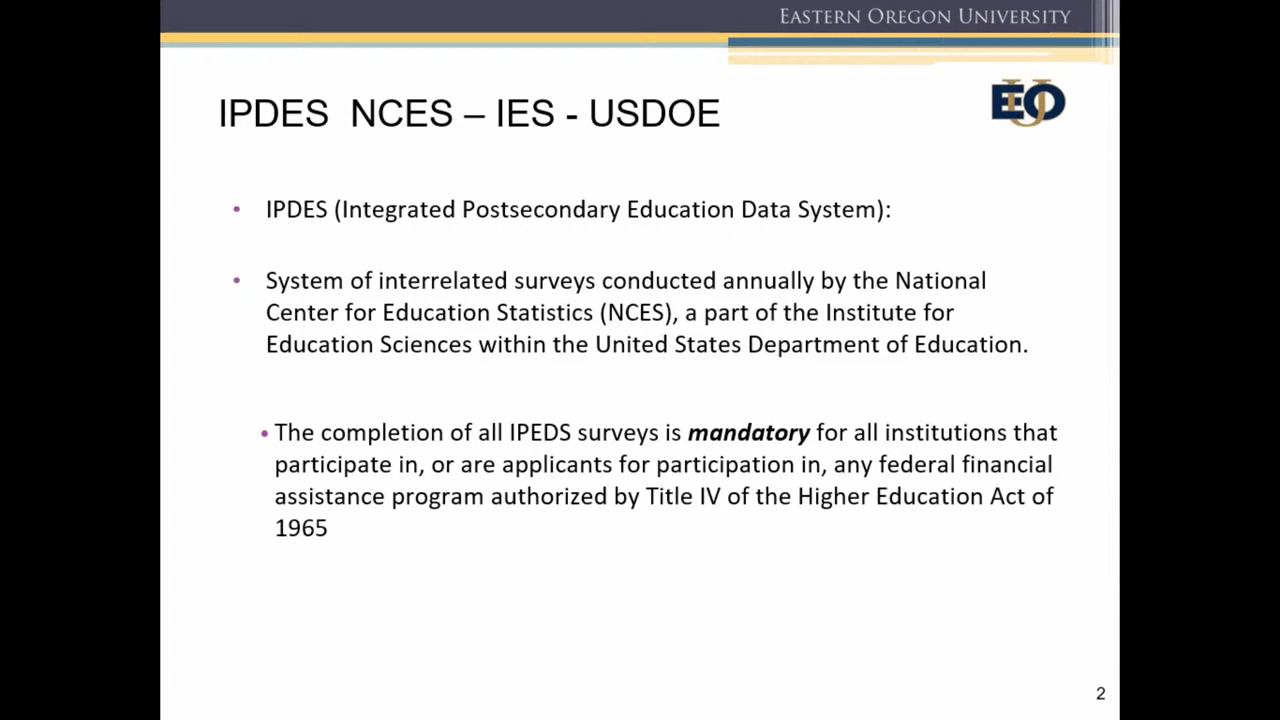 EASTERN OREGON UNIVERSITY
EOU
IPDES NCES – IES - USDOE
• IPDES (Integrated Postsecondary Education Data System):
• System of interrelated surveys conducted annually by the National
Center for Education Statistics (NCES), a part of the Institute for
Education Sciences within the United States Department of Education.
• The completion of all IPEDS surveys is mandatory for all institutions that
participate in, or are applicants for participation in, any federal financial
assistance program authorized by Title IV of the Higher Education Act of
1965
2